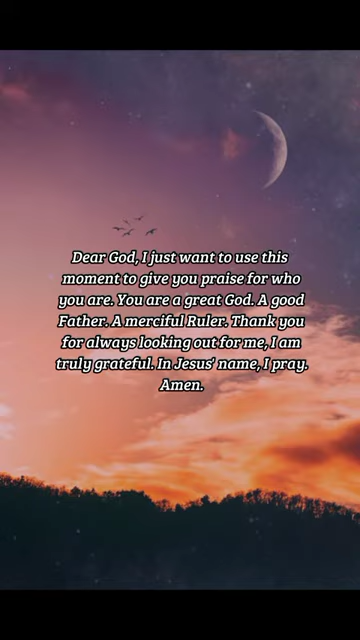 Dear God, I just want to use this
moment to give you praise for who
you are. You are a great God. A good
Father. A merciful Ruler. Thank you
for always looking out for me, I am
truly grateful. In Jesus' name, I pray.
Amen.